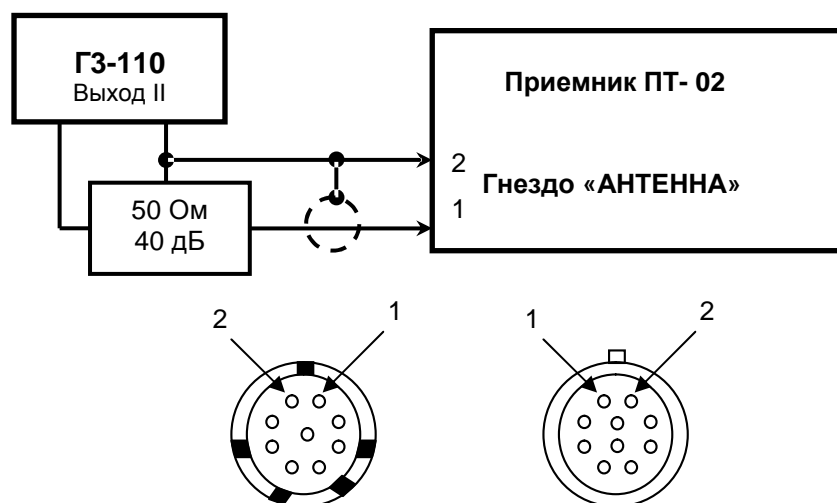 Г3-110
Выход II
Приемник ПТ- 02
2
Гнездо «АНТЕННА»
1
50 Ом
40 дБ
2
1
1
2